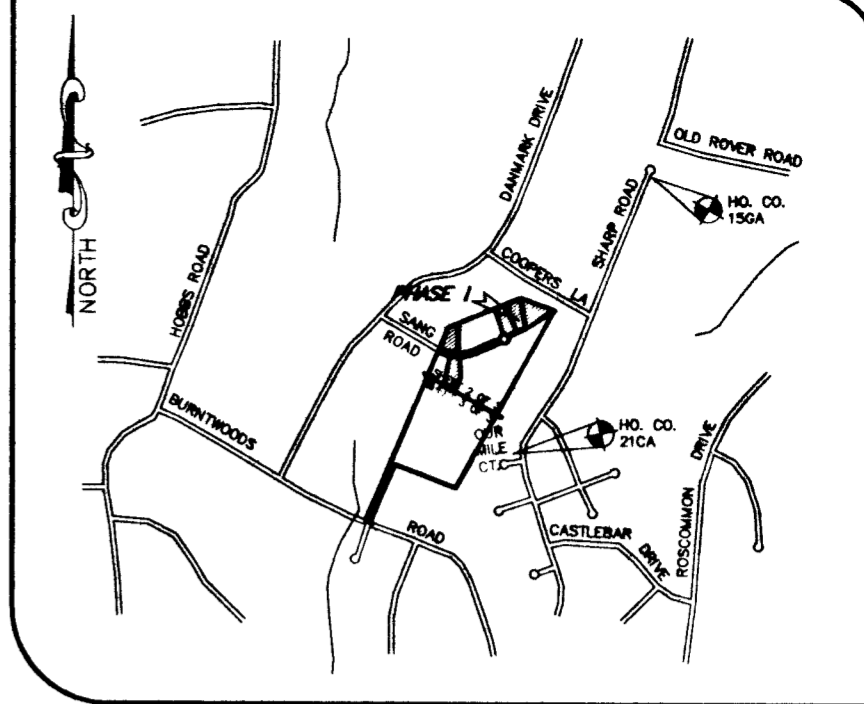 NORTH
HOBBS ROAD
DANMARK DRIVE
OLD ROVER ROAD
SHARP ROAD
HO. CO.
15GA
COOPERS LA
PHASE I
SANG
ROAD
BURNTWOODS
ROAD
MILE
HO. CO.
21CA
CASTLEBAR
DRIVE
ROSCOMMON
DRIVE